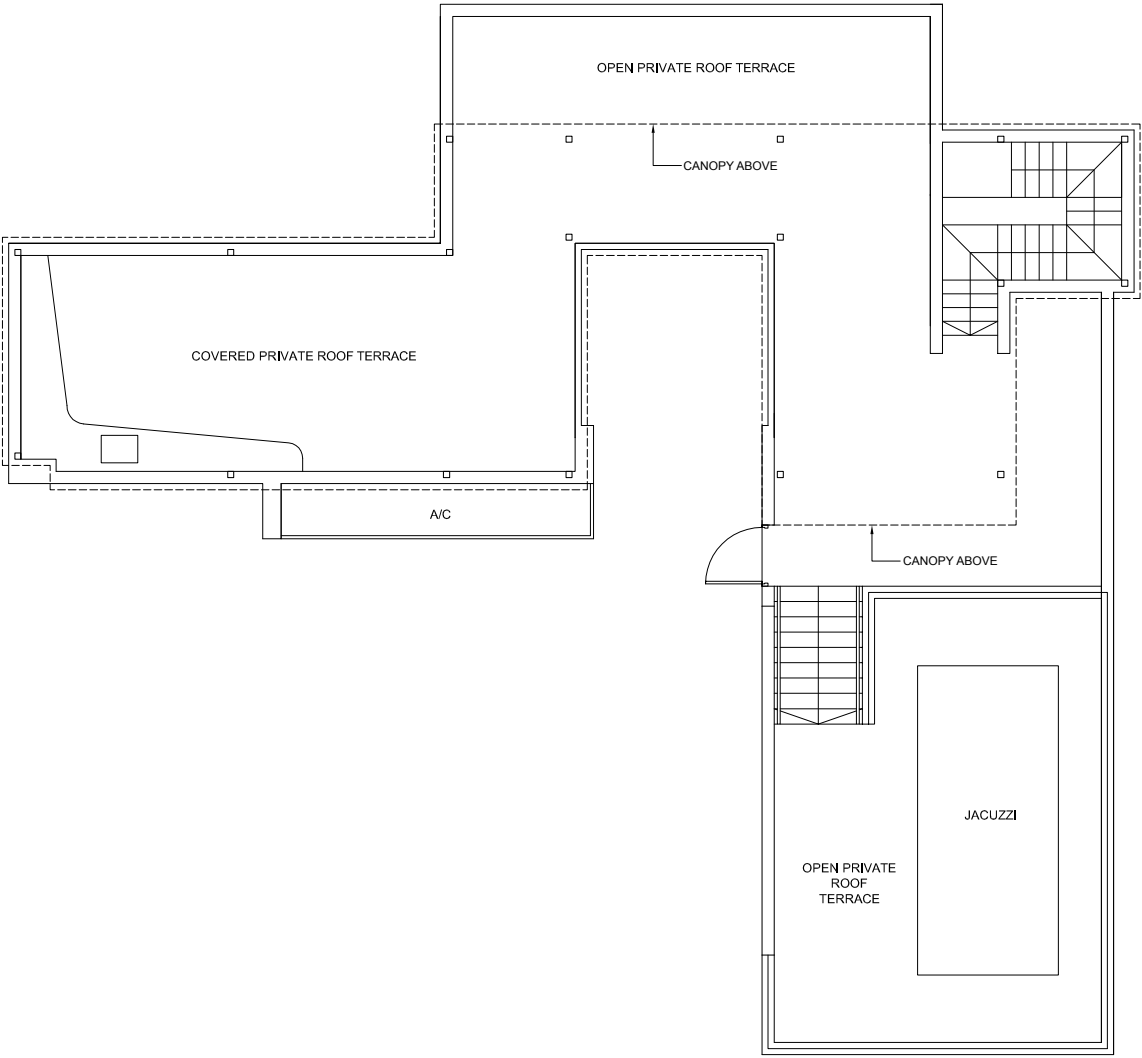 OPEN PRIVATE ROOF TERRACE
CANOPY ABOVE
COVERED PRIVATE ROOF TERRACE
A/C
CANOPY ABOVE
JACUZZI
OPEN PRIVATE
ROOF
TERRACE